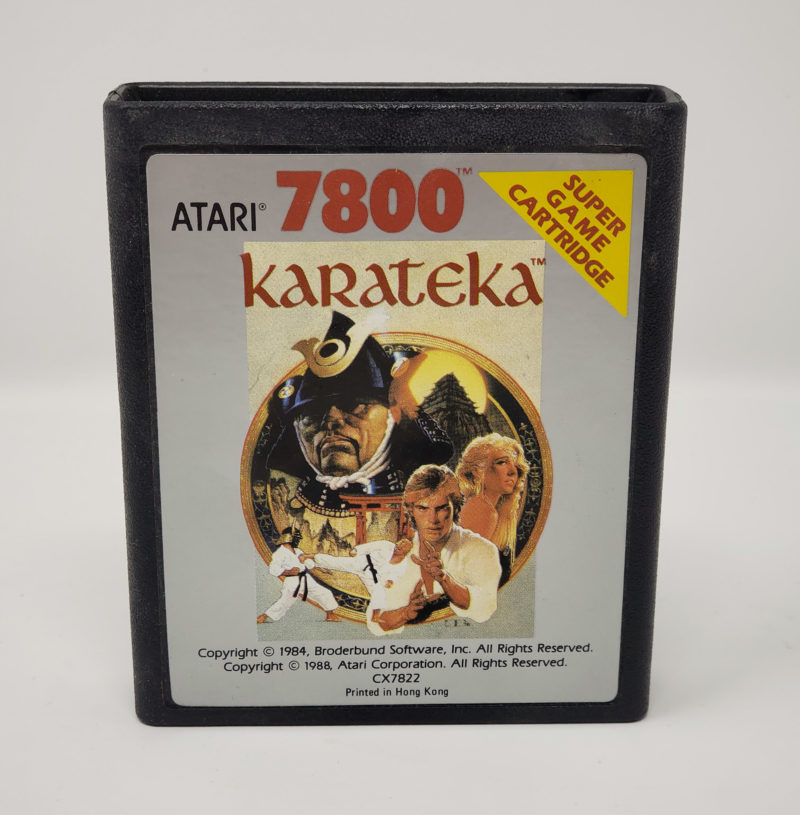 ATARI® 7800™
SUPER
GAME
CARTRIDGE
KARATEKA™
Copyright © 1984, Broderbund Software, Inc. All Rights Reserved.
Copyright © 1988, Atari Corporation. All Rights Reserved.
CX7822
Printed in Hong Kong